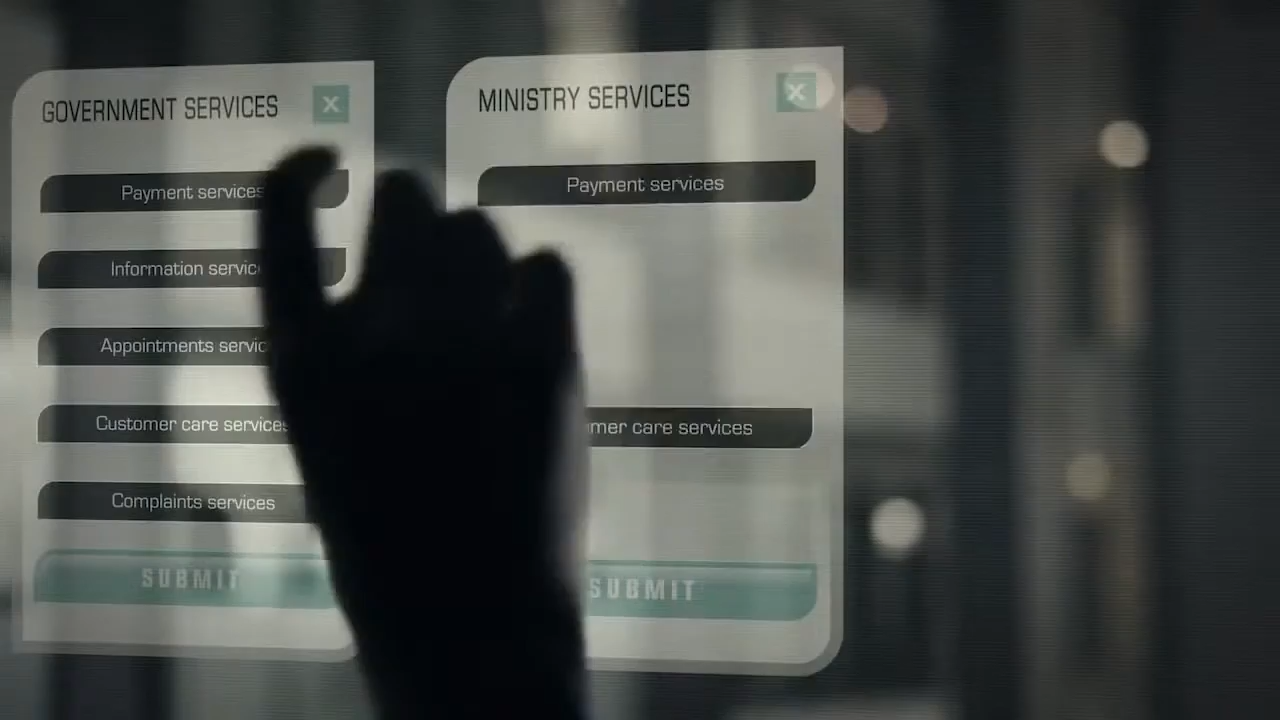 GOVERNMENT SERVICES
X
Payment services
Information servic
Appointments servic
Customer care services
Complaints services
SUBMIT
MINISTRY SERVICES
X
Payment services
mer care services
SUBMIT